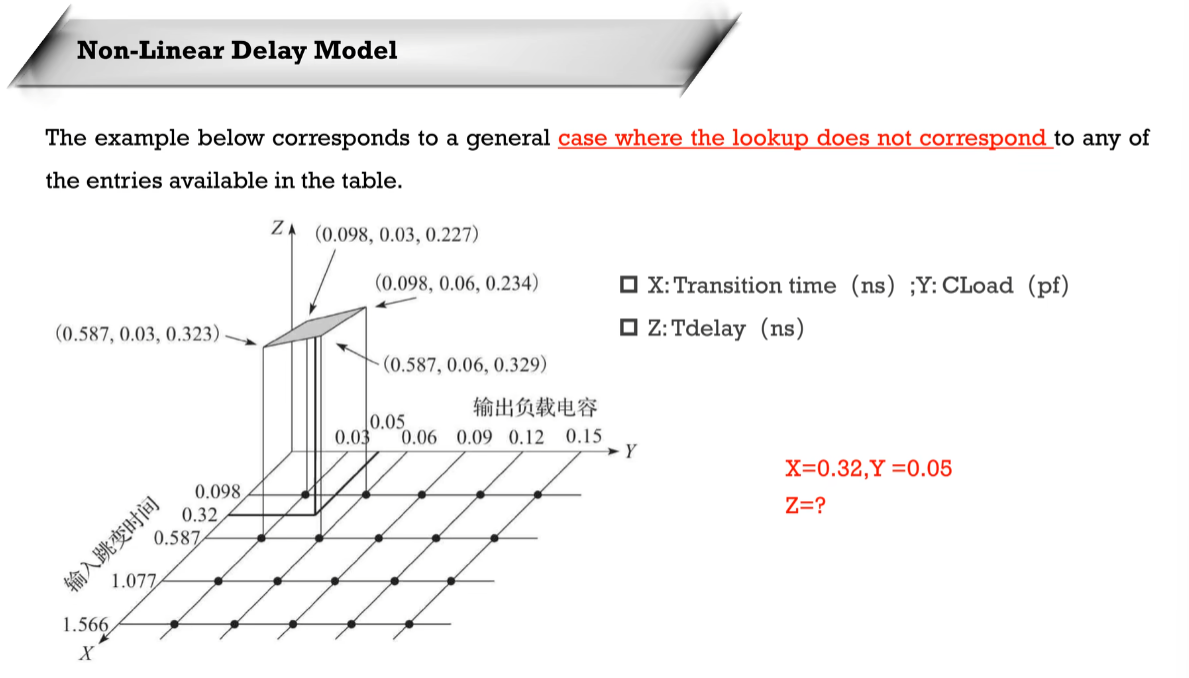 Non-Linear Delay Model
The example below corresponds to a general case where the lookup does not correspond to any of
the entries available in the table.
Z
(0.098, 0.03, 0.227)
(0.098, 0.06, 0.234)
(0.587, 0.03, 0.323)
(0.587, 0.06, 0.329)
X: Transition time (ns) ;Y: CLoad (pf)
Z: Tdelay (ns)
输出负载电容
0.05
0.03 0.06 0.09 0.12 0.15
Y
X=0.32,Y =0.05
Z=?
0.098
0.32
0.587
1.077
1.566
输入跳变时间
X